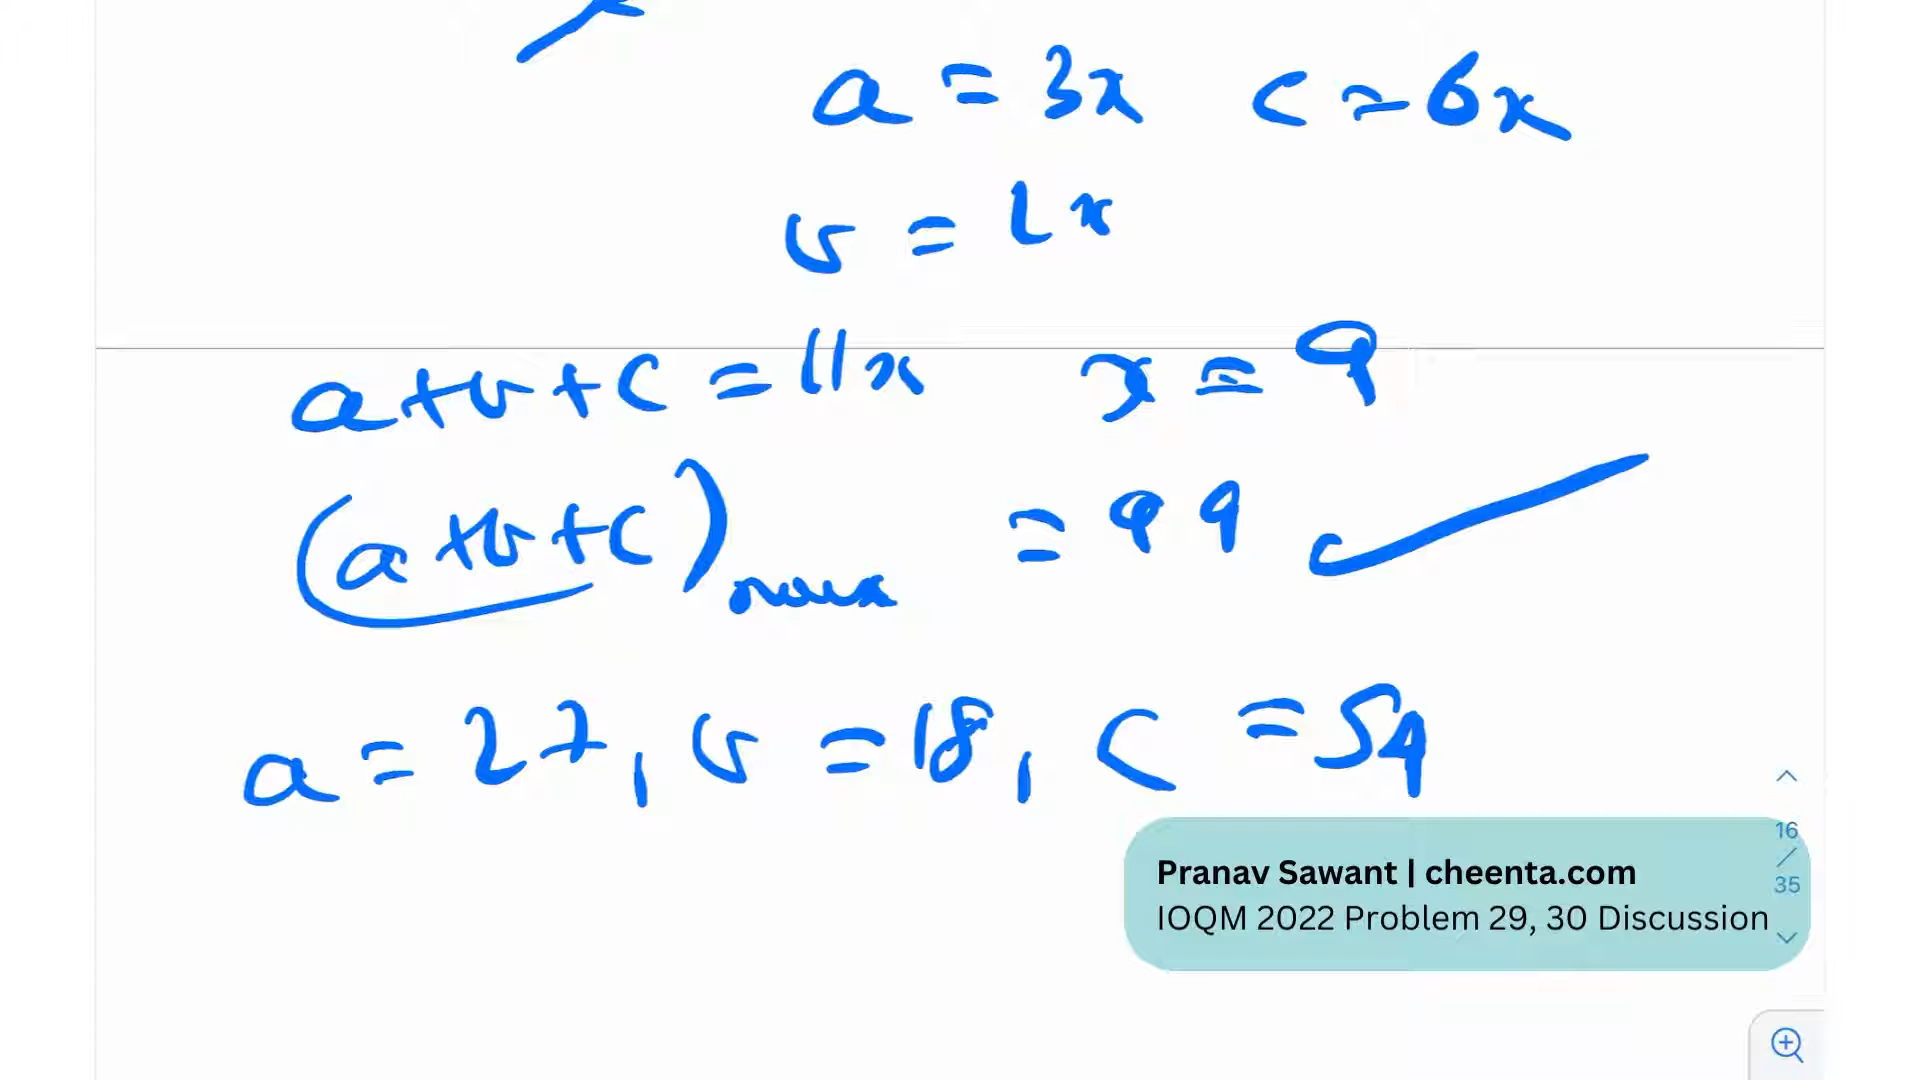 a = 3x c = 6x
b = 2x
a+b+c = 11x x = 9
(a+b+c)max = 99
a = 27, b = 18, c = 54
16
/
35
Pranav Sawant | cheenta.com
IOQM 2022 Problem 29, 30 Discussion